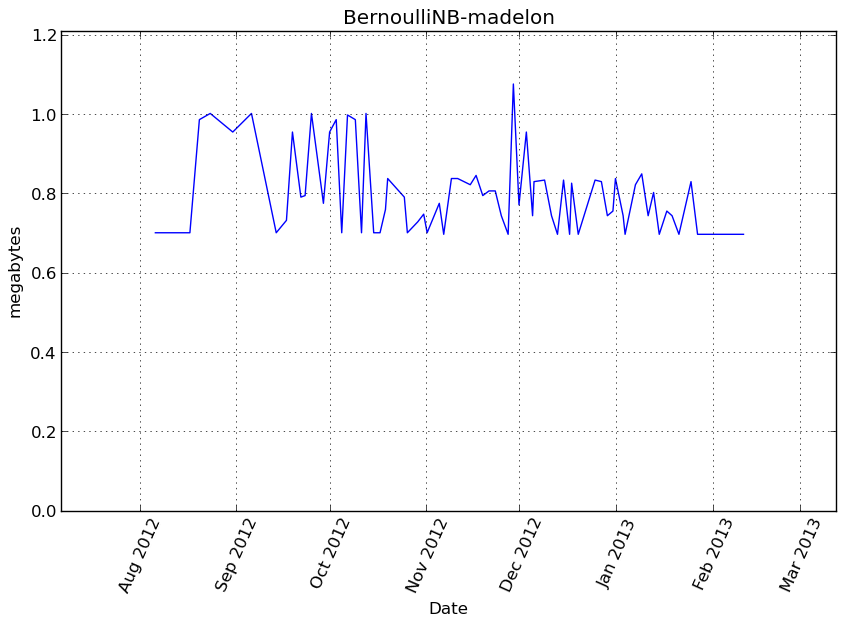 BernoulliNB-madelon
1.2
1.0
0.8
0.6
0.4
0.2
0.0
megabytes
Aug 2012
Sep 2012
Oct 2012
Nov 2012
Dec 2012
Jan 2013
Feb 2013
Mar 2013
Date